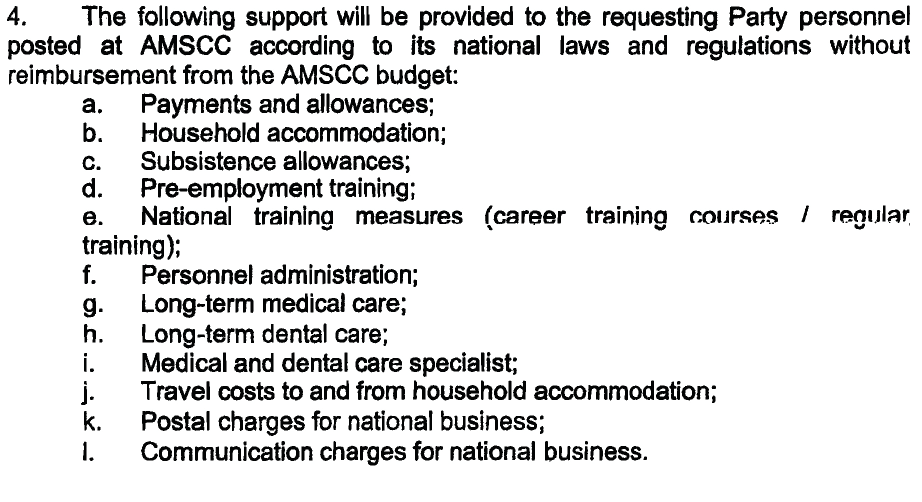 4. The following support will be provided to the requesting Party personnel
posted at AMSCC according to its national laws and regulations without
reimbursement from the AMSCC budget:
a. Payments and allowances;
b. Household accommodation;
c. Subsistence allowances;
d. Pre-employment training;
e. National training measures (career training courses / regular
training);
f. Personnel administration;
g. Long-term medical care;
h. Long-term dental care;
i. Medical and dental care specialist;
j. Travel costs to and from household accommodation;
k. Postal charges for national business;
l. Communication charges for national business.